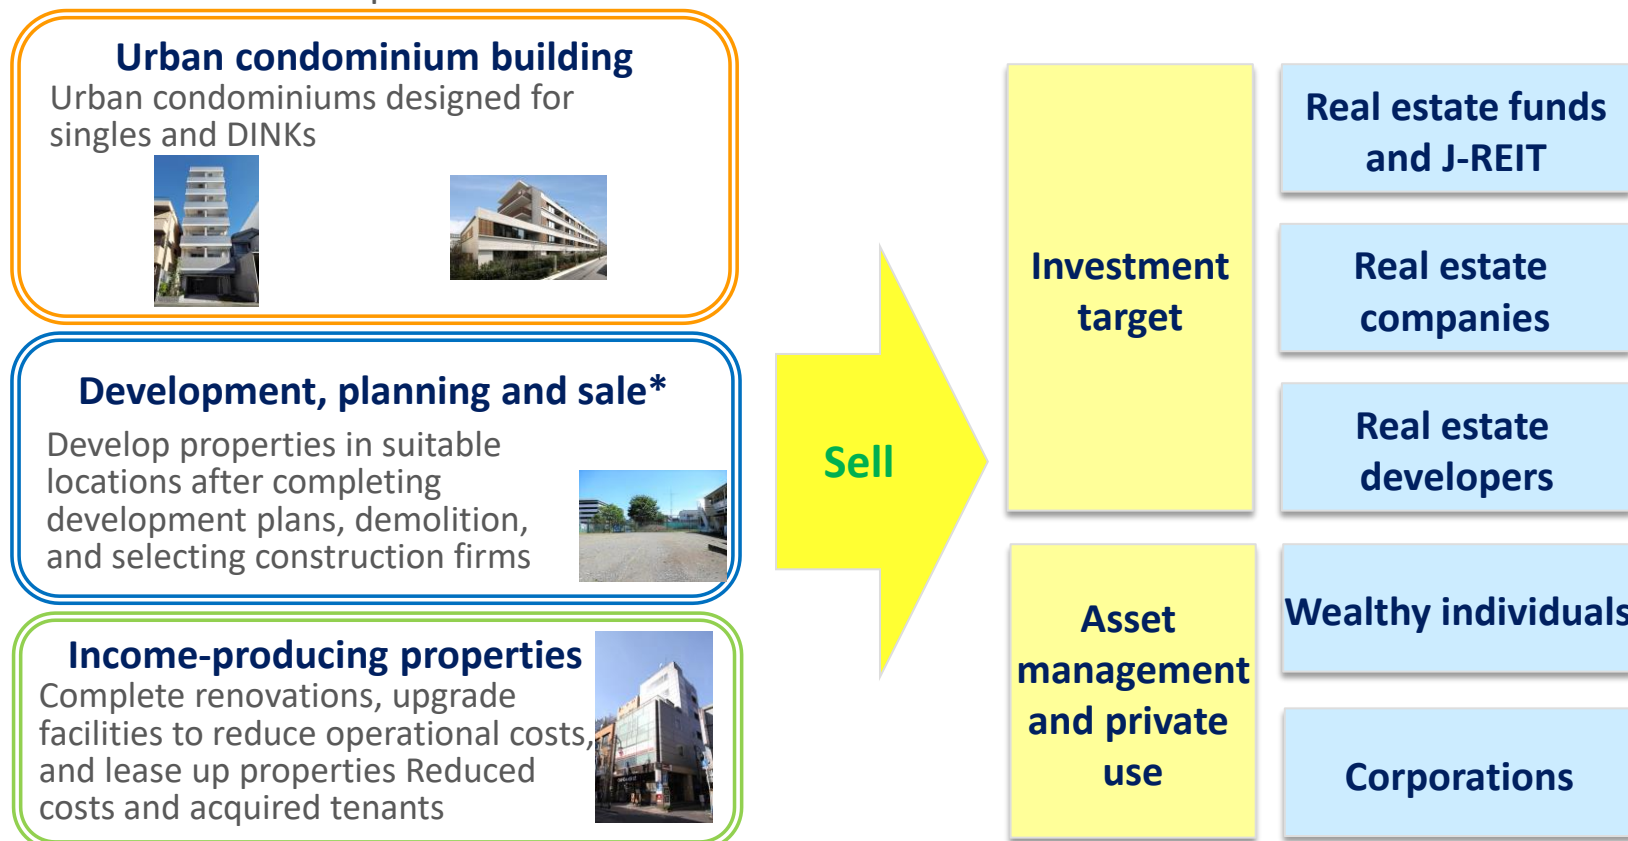 Urban condominium building
Urban condominiums designed for
singles and DINKs
Development, planning and sale*
Develop properties in suitable
locations after completing
development plans, demolition,
and selecting construction firms
Income-producing properties
Complete renovations, upgrade
facilities to reduce operational costs,
and lease up properties Reduced
costs and acquired tenants
Sell
Investment
target
Asset
management
and private
use
Real estate funds
and J-REIT
Real estate
companies
Real estate
developers
Wealthy individuals
Corporations